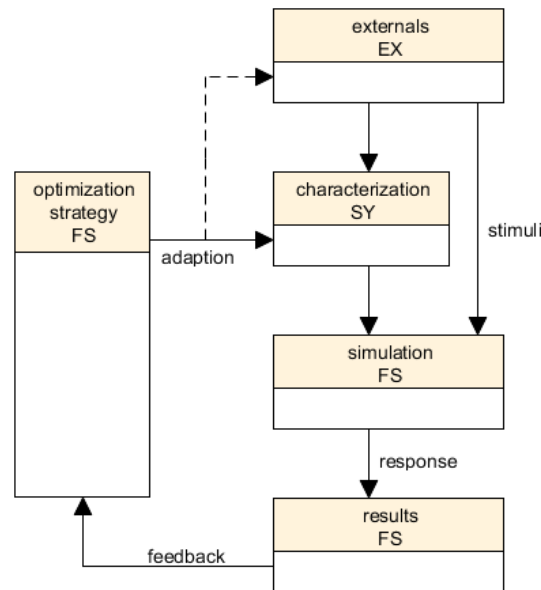 externals
EX
optimization
strategy
FS
characterization
SY
adaption
stimuli
simulation
FS
response
results
FS
feedback